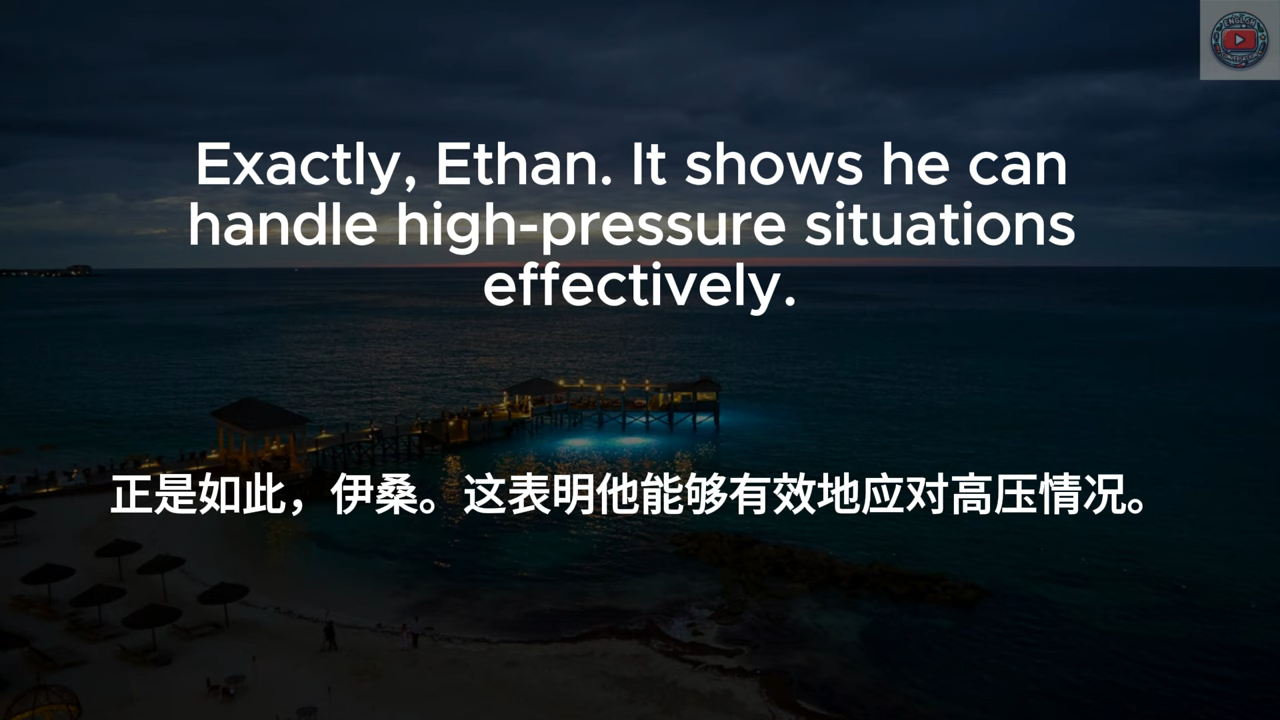 Exactly, Ethan. It shows he can
handle high-pressure situations
effectively.
正是如此，伊桑。这表明他能够有效地应对高压情况。